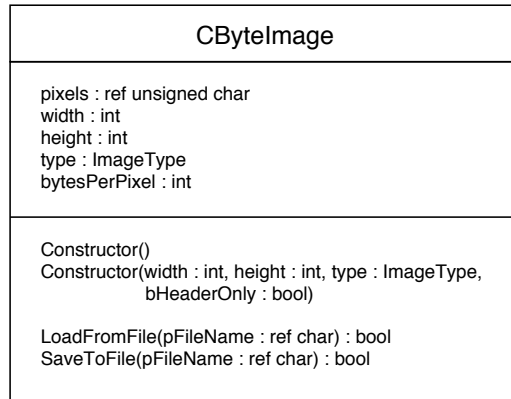 CByteImage
pixels : ref unsigned char
width : int
height : int
type : ImageType
bytesPerPixel : int
Constructor()
Constructor(width : int, height : int, type : ImageType,
bHeaderOnly : bool)
LoadFromFile(pFileName : ref char) : bool
SaveToFile(pFileName : ref char) : bool